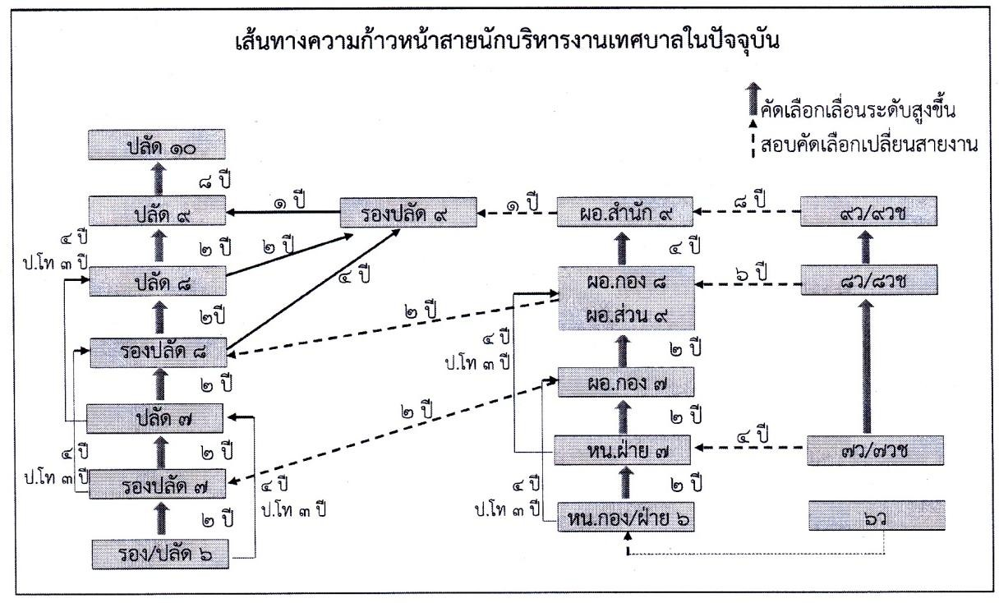 เส้นทางความก้าวหน้าสายนักบริหารงานเทศบาลในปัจจุบัน
คัดเลือกเลื่อนระดับสูงขึ้น
สอบคัดเลือกเปลี่ยนสายงาน
ปลัด ๑๐
๘ ปี
ปลัด ๙
๑ ปี
รองปลัด ๙
๑ ปี
ผอ.สำนัก ๙
๘ ปี
๙ว/๙วช
๔ ปี
ป.โท ๓ ปี
๒ ปี
๒ ปี
๔ ปี
๔ ปี
ปลัด ๘
ผอ.กอง ๘
ผอ.ส่วน ๙
๖ ปี
๘ว/๘วช
๒ปี
๒ ปี
รองปลัด ๘
๔ ปี
ป.โท ๓ ปี
๒ ปี
๒ ปี
ผอ.กอง ๗
ปลัด ๗
๒ ปี
๒ ปี
๔ ปี
ป.โท ๓ ปี
๒ ปี
หน.ฝ่าย ๗
๔ ปี
๗ว/๗วช
รองปลัด ๗
๔ ปี
ป.โท ๓ ปี
๔ ปี
ป.โท ๓ ปี
๒ ปี
๒ ปี
หน.กอง/ฝ่าย ๖
๖ว
รอง/ปลัด ๖